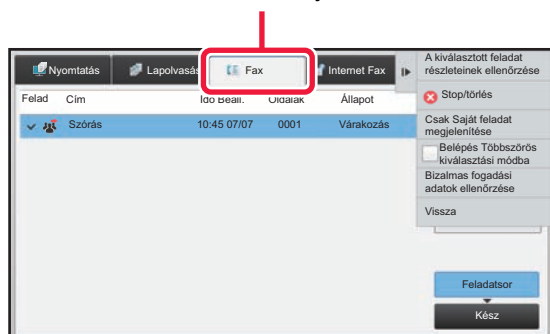 Nyomtatás Lapolvasás Fax Internet Fax
Felad Cím Idő Beáll. Oldalak Állapot
Szórás 10:45 07/07 0001 Várakozás
A kiválasztott feladat
részleteinek ellenőrzése
Stop/törlés
Csak Saját feladat
megjelenítése
Belépés Többszörös
kiválasztási módba
Bizalmas fogadási
adatok ellenőrzése
Vissza
Feladatsor
Kész